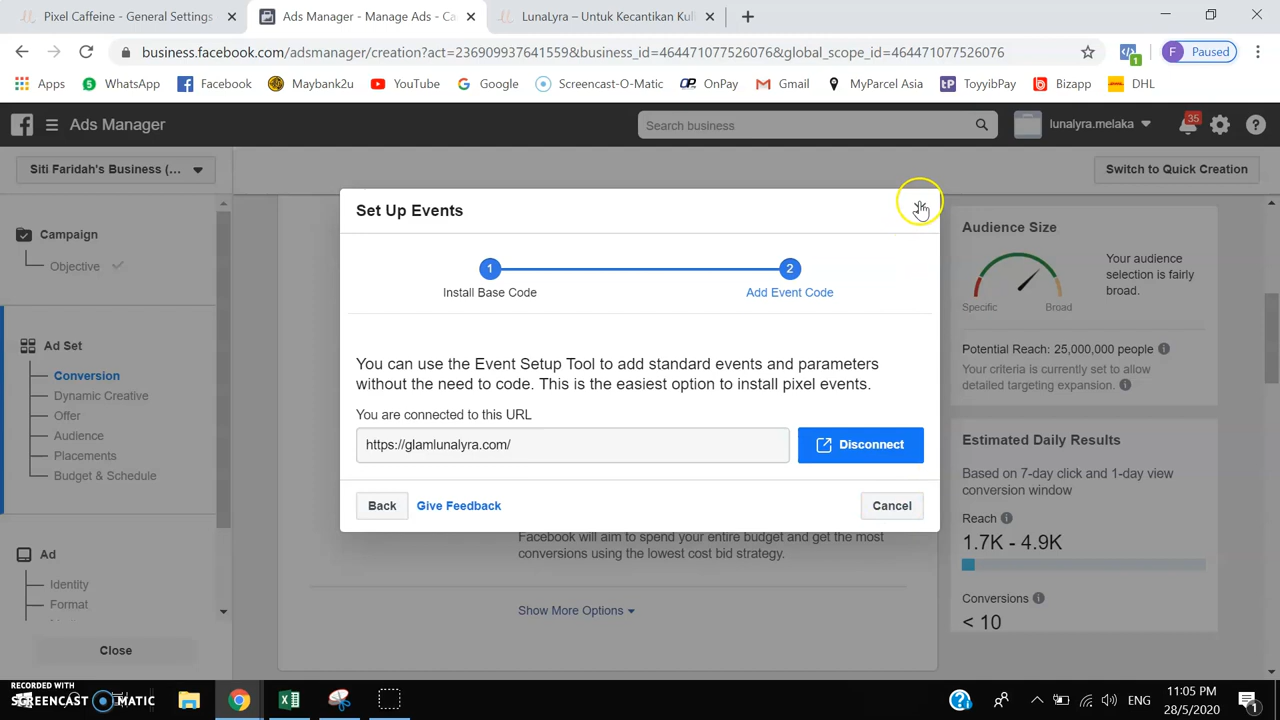 Pixel Caffeine - General Settings
Ads Manager - Manage Ads - Ca
LunaLyra – Untuk Kecantikan Kuli
business.facebook.com/adsmanager/creation?act=236909937641559&business_id=464471077526076&global_scope_id=464471077526076
1
F Paused
Apps
WhatsApp
Facebook
Maybank2u
YouTube
Google
Screencast-O-Matic
OnPay
Gmail
MyParcel Asia
ToyyibPay
Bizapp
DHL
Ads Manager
Search business
lunalyra.melaka
35
Siti Faridah's Business (...
Switch to Quick Creation
Campaign
Objective
Ad Set
Conversion
Dynamic Creative
Offer
Audience
Placements
Budget & Schedule
Ad
Identity
Format
Close
Set Up Events
1
2
Install Base Code
Add Event Code
You can use the Event Setup Tool to add standard events and parameters
without the need to code. This is the easiest option to install pixel events.
You are connected to this URL
https://glamlunalyra.com/
Disconnect
Back
Give Feedback
Cancel
Facebook will aim to spend your entire budget and get the most
conversions using the lowest cost bid strategy.
Show More Options
Audience Size
Your audience
selection is fairly
broad.
Specific
Broad
Potential Reach: 25,000,000 people
Your criteria is currently set to allow
detailed targeting expansion.
Estimated Daily Results
Based on 7-day click and 1-day view
conversion window
Reach
1.7K - 4.9K
Conversions
< 10
RECORDED WITH
SCREENCAST-O-MATIC
ENG
11:05 PM
28/5/2020
1